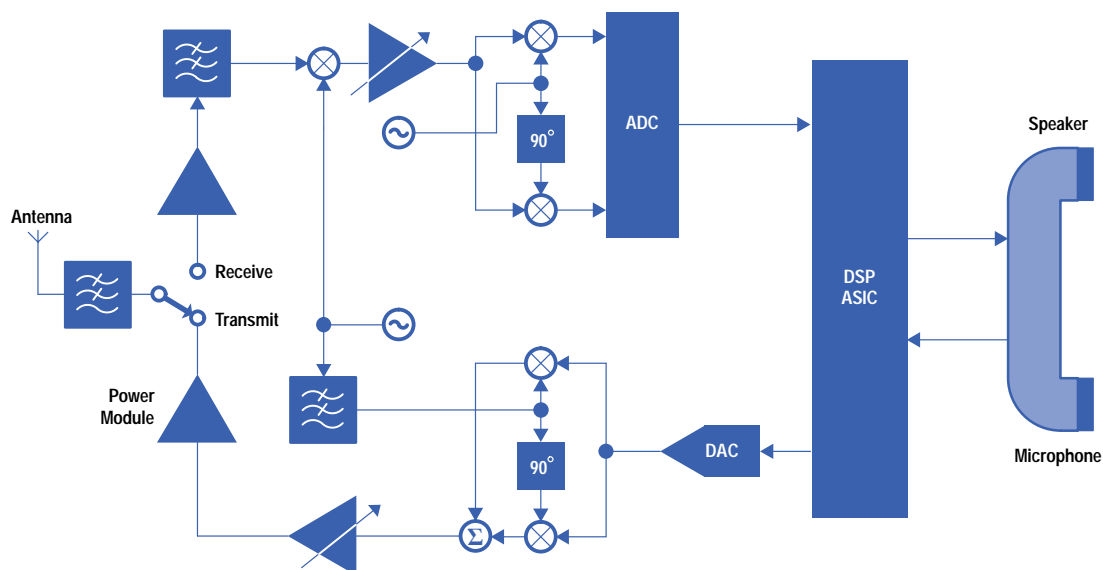 Speaker
ADC
90°
Antenna
Receive
DSP
ASIC
Transmit
Power
Module
DAC
90°
Microphone
Σ